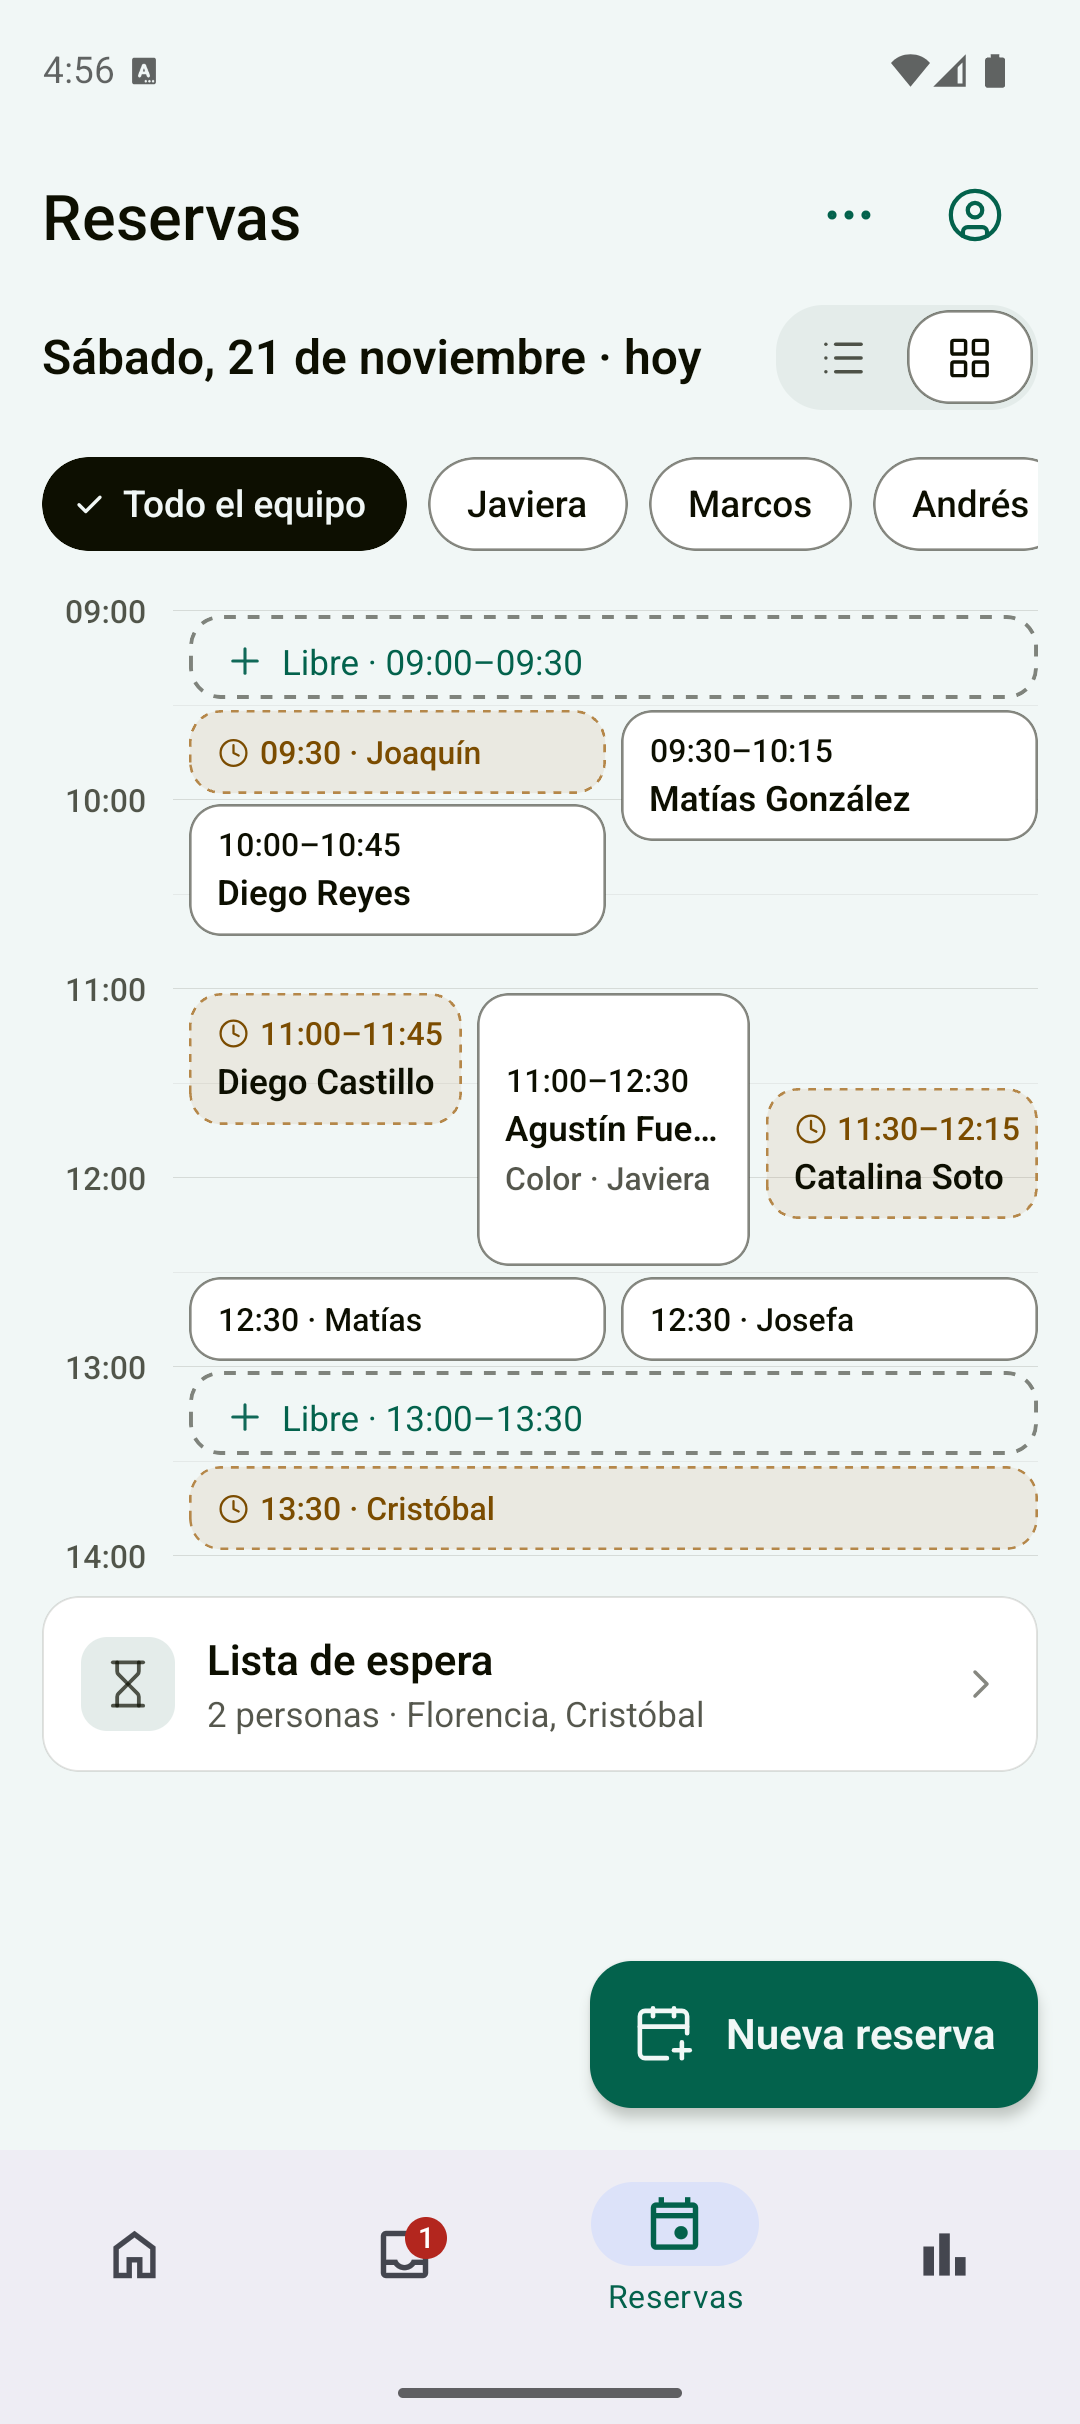 4:56
Reservas
Sábado, 21 de noviembre · hoy
Todo el equipo
Javiera
Marcos
Andrés
09:00
Libre · 09:00–09:30
09:30 · Joaquín
09:30–10:15
Matías González
10:00
10:00–10:45
Diego Reyes
11:00
11:00–11:45
Diego Castillo
11:00–12:30
Agustín Fue...
Color · Javiera
11:30–12:15
Catalina Soto
12:00
12:30 · Matías
12:30 · Josefa
13:00
Libre · 13:00–13:30
13:30 · Cristóbal
14:00
Lista de espera
2 personas · Florencia, Cristóbal
Nueva reserva
1
Reservas